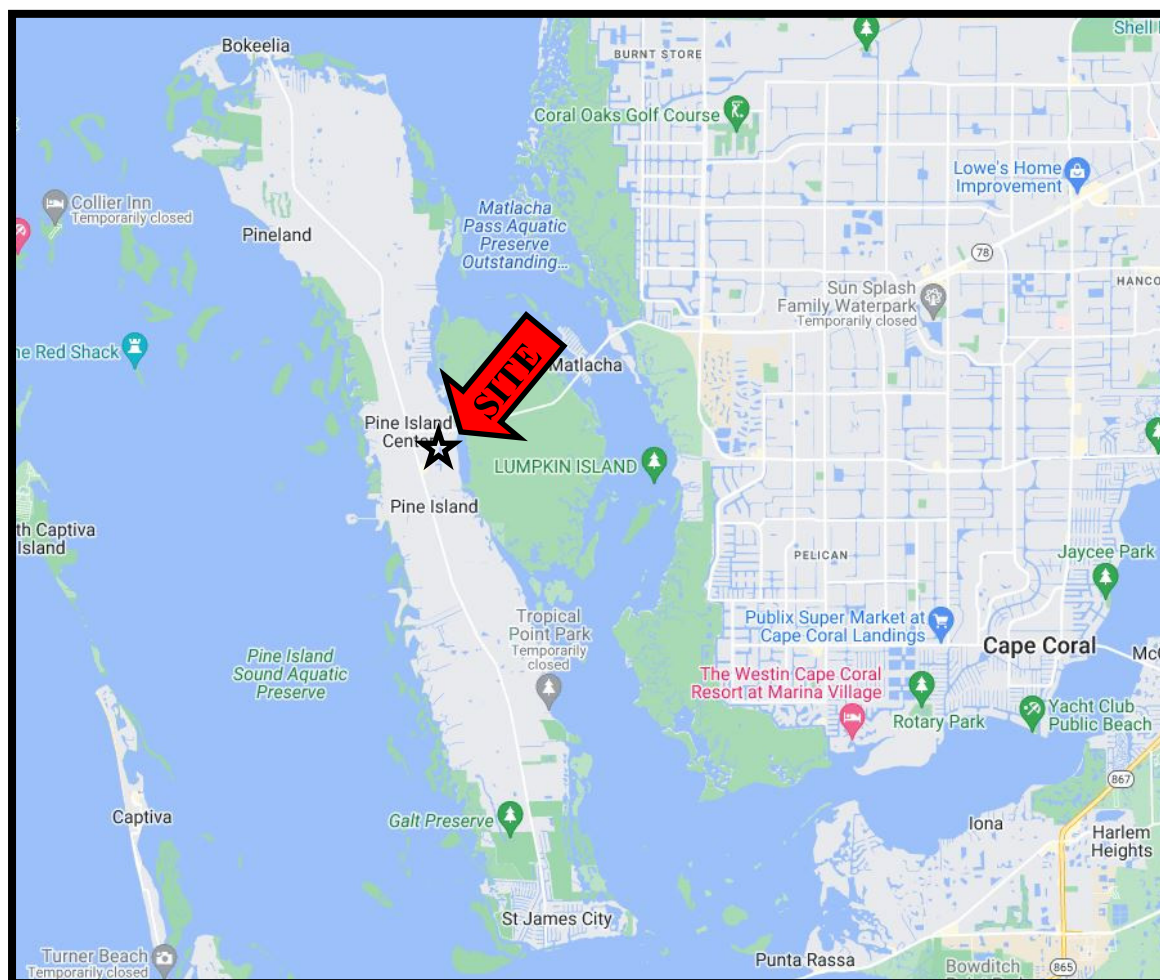 Bokeelia
BURNT STORE
Shell
Coral Oaks Golf Course
Lowe's Home
Improvement
Collier Inn
Temporarily closed
Matlacha
Pass Aquatic
Preserve
Outstanding...
Pineland
78
Sun Splash
Family Waterpark
Temporarily closed
HANCO
he Red Shack
SITE
Matlacha
Pine Island
Center
LUMPKIN ISLAND
Pine Island
th Captiva
Island
PELICAN
Jaycee Park
Tropical
Point Park
Temporarily
closed
Publix Super Market at
Cape Coral Landings
Cape Coral
McG
Pine Island
Sound Aquatic
Preserve
The Westin Cape Coral
Resort at Marina Village
Rotary Park
Yacht Club
Public Beach
867
Captiva
Galt Preserve
Iona
Harlem
Heights
St James City
Turner Beach
Temporarily closed
Punta Rassa
Bowditch
865